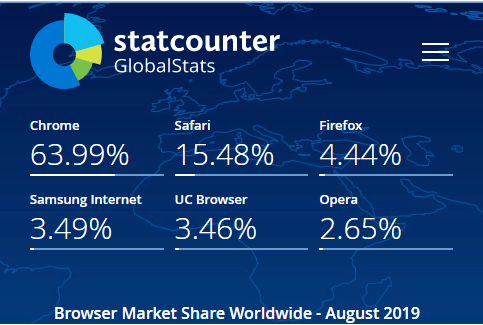 statcounter
GlobalStats
Chrome Safari Firefox
63.99% 15.48% 4.44%
Samsung Internet UC Browser Opera
3.49% 3.46% 2.65%
Browser Market Share Worldwide - August 2019